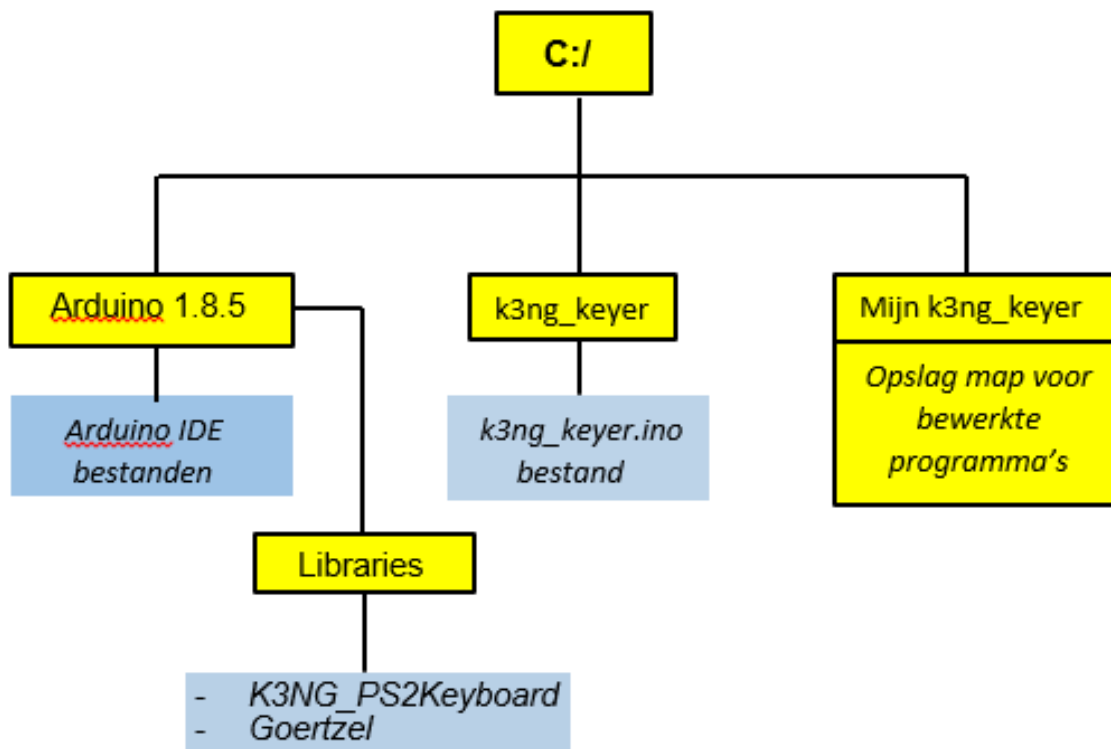 C:/
Arduino 1.8.5
k3ng_keyer
Mijn k3ng_keyer
Arduino IDE
bestanden
k3ng_keyer.ino
bestand
Opslag map voor
bewerkte
programma's
Libraries
- K3NG_PS2Keyboard
- Goertzel